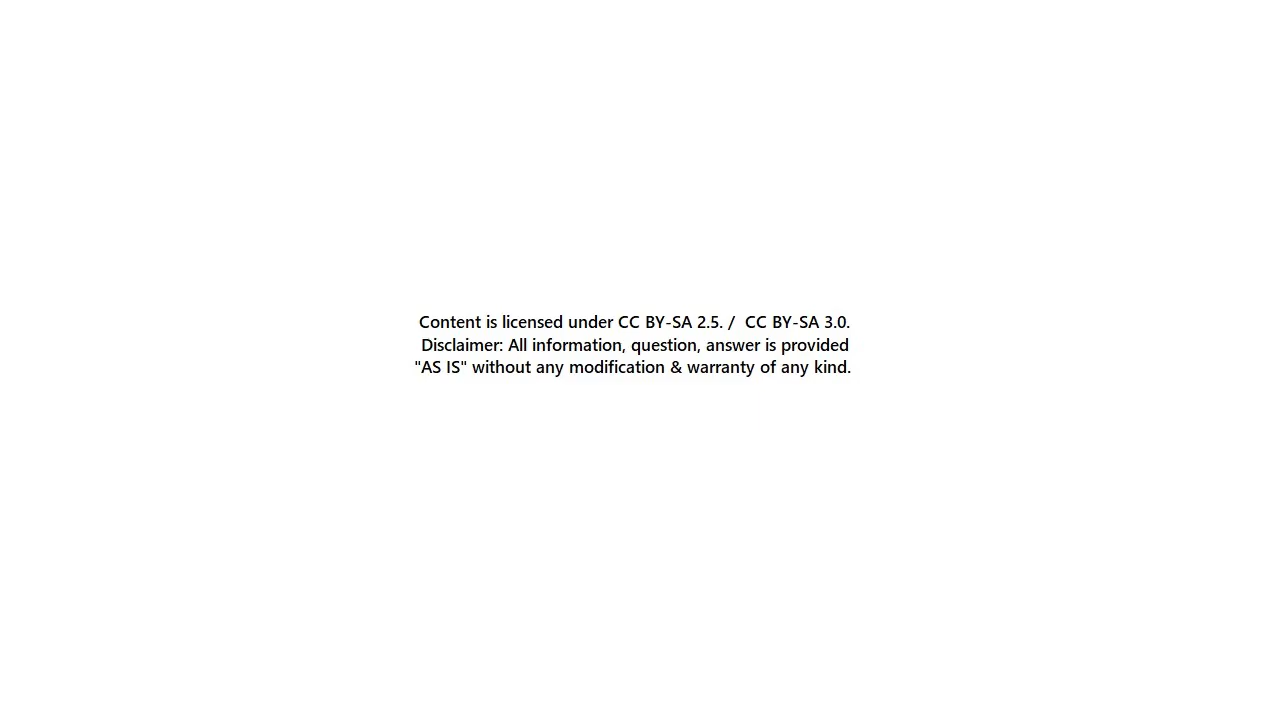 Content is licensed under CC BY-SA 2.5. /  CC BY-SA 3.0.
Disclaimer: All information, question, answer is provided
"AS IS" without any modification & warranty of any kind.